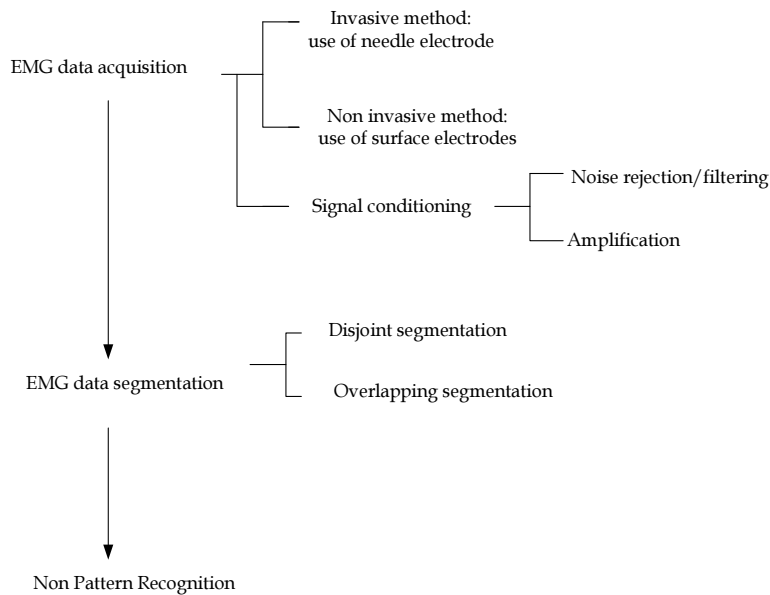 Invasive method:
use of needle electrode
EMG data acquisition
Non invasive method:
use of surface electrodes
Noise rejection/filtering
Signal conditioning
Amplification
Disjoint segmentation
EMG data segmentation
Overlapping segmentation
Non Pattern Recognition